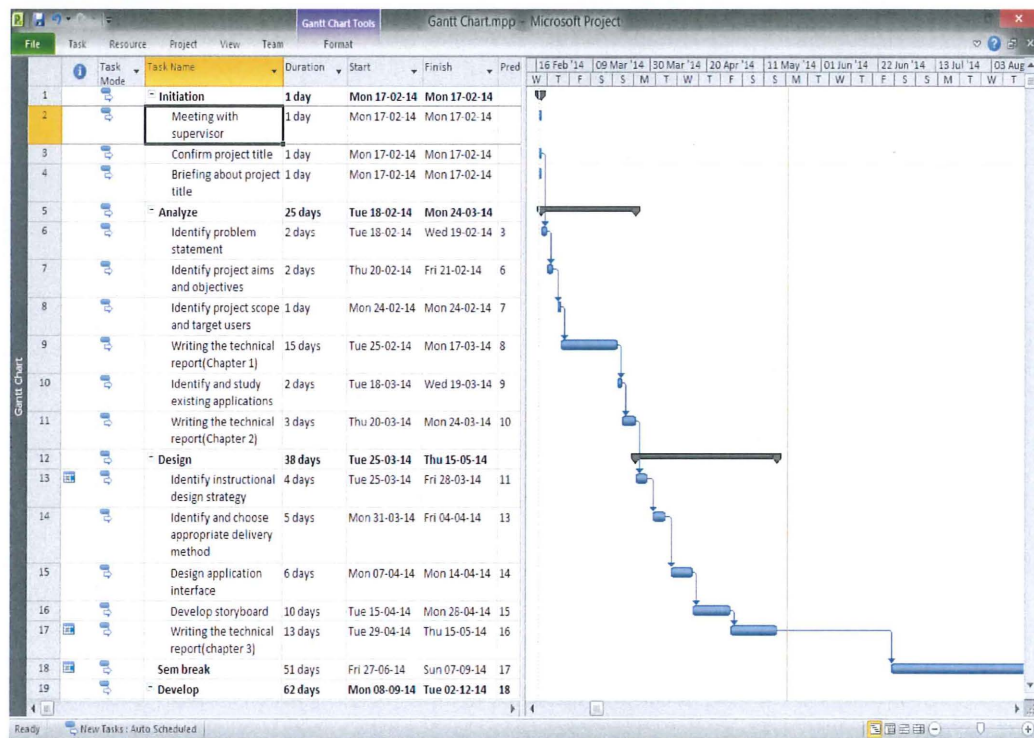 Gantt Chart Tools
Gantt Chart.mpp - Microsoft Project
File Task Resource Project View Team Format
Task Mode Task Name Duration Start Finish Pred
16 Feb '14 09 Mar '14 30 Mar '14 20 Apr '14 11 May '14 01 Jun '14 22 Jun '14 13 Jul '14 03 Aug
W T F S S M T W T F S S M T W T F S S M T W T
1 Initiation 1 day Mon 17-02-14 Mon 17-02-14
2 Meeting with 1 day Mon 17-02-14 Mon 17-02-14
supervisor
3 Confirm project title 1 day Mon 17-02-14 Mon 17-02-14
4 Briefing about project 1 day Mon 17-02-14 Mon 17-02-14
title
5 Analyze 25 days Tue 18-02-14 Mon 24-03-14
6 Identify problem 2 days Tue 18-02-14 Wed 19-02-14 3
statement
7 Identify project aims 2 days Thu 20-02-14 Fri 21-02-14 6
and objectives
8 Identify project scope 1 day Mon 24-02-14 Mon 24-02-14 7
and target users
9 Writing the technical 15 days Tue 25-02-14 Mon 17-03-14 8
report(Chapter 1)
10 Identify and study 2 days Tue 18-03-14 Wed 19-03-14 9
existing applications
11 Writing the technical 3 days Thu 20-03-14 Mon 24-03-14 10
report(Chapter 2)
12 Design 38 days Tue 25-03-14 Thu 15-05-14
13 Identify instructional 4 days Tue 25-03-14 Fri 28-03-14 11
design strategy
14 Identify and choose 5 days Mon 31-03-14 Fri 04-04-14 13
appropriate delivery
method
15 Design application 6 days Mon 07-04-14 Mon 14-04-14 14
interface
16 Develop storyboard 10 days Tue 15-04-14 Mon 28-04-14 15
17 Writing the technical 13 days Tue 29-04-14 Thu 15-05-14 16
report(chapter 3)
18 Sem break 51 days Fri 27-06-14 Sun 07-09-14 17
19 Develop 62 days Mon 08-09-14 Tue 02-12-14 18
Gantt Chart
Ready New Tasks : Auto Scheduled